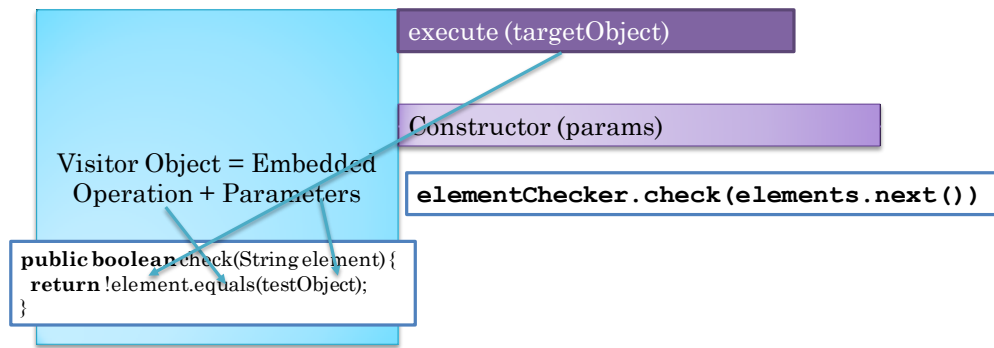 execute (targetObject)
Constructor (params)
Visitor Object = Embedded
Operation + Parameters
elementChecker.check(elements.next())
public boolean check(String element) {
return !element.equals(testObject);
}